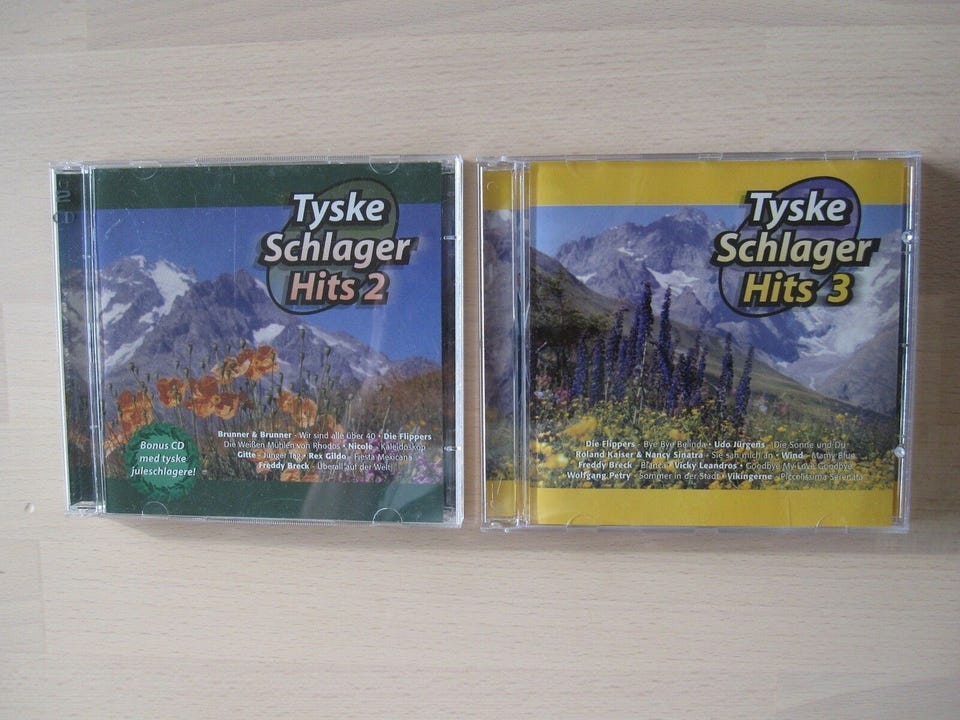 2
CD
Tyske
Schlager
Hits 2
Bonus CD
med tyske
juleschlagere!
Brunner & Brunner - Wir sind alle über 40 • Die Flippers
Die Weißen Mühlen von Rhodos • Nicole - Kaleidoskop
Gitte - Junger Tag • Rex Gildo - Fiesta Mexicana
Freddy Breck - Überall auf der Welt
Tyske
Schlager
Hits 3
Die Flippers - Bye Bye Belinda • Udo Jürgens - Die Sonne und Du
Roland Kaiser & Nancy Sinatra - Sie sah mich an • Wind - Mamy Blue
Freddy Breck - Bianca • Vicky Leandros - Goodbye My Love Goodbye
Wolfgang Petry - Sommer in der Stadt • Vikingerne - Piccelissima Serenata